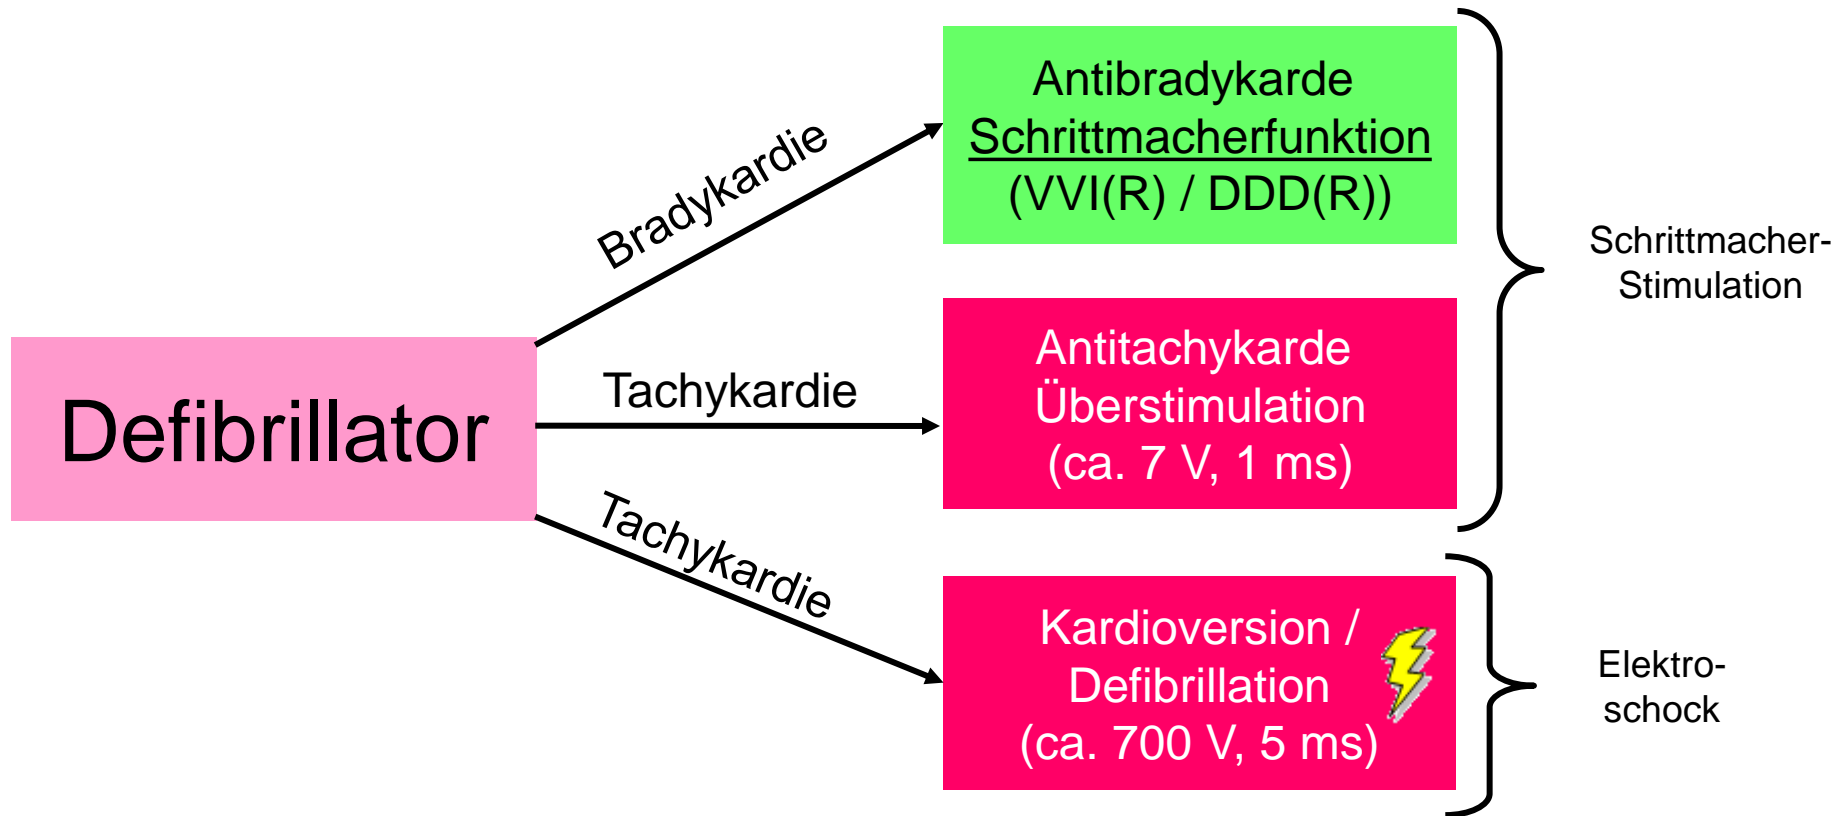 Defibrillator
Bradykardie
Antibradykarde
Schrittmacherfunktion
(VVI(R) / DDD(R))
Tachykardie
Antitachykarde
Überstimulation
(ca. 7 V, 1 ms)
Schrittmacher-
Stimulation
Tachykardie
Kardioversion /
Defibrillation
(ca. 700 V, 5 ms)
Elektro-
schock